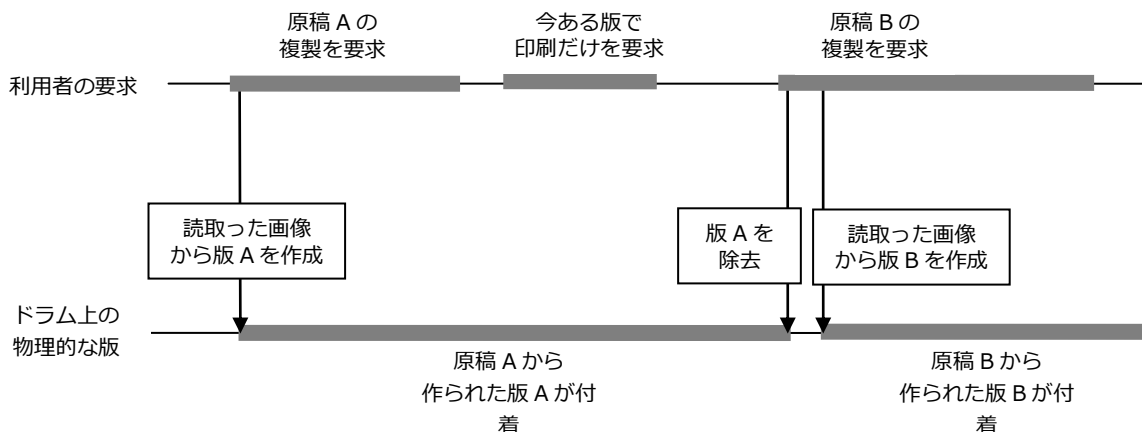 原稿 A の
複製を要求
今ある版で
印刷だけを要求
原稿 B の
複製を要求
利用者の要求
読取った画像
から版 A を作成
版 A を
除去
読取った画像
から版 B を作成
ドラム上の
物理的な版
原稿 A から
作られた版 A が付
着
原稿 B から
作られた版 B が付
着